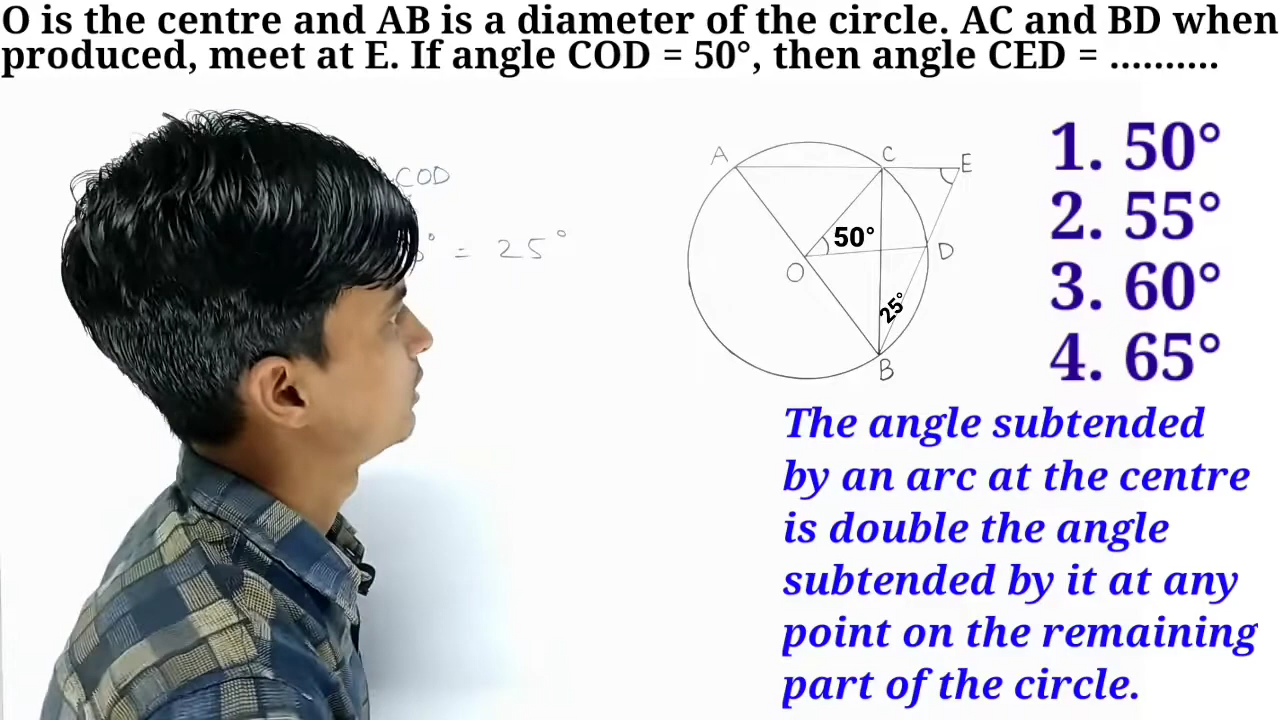 O is the centre and AB is a diameter of the circle. AC and BD when
produced, meet at E. If angle COD = 50°, then angle CED = ..........
COD
° = 25°
A
C
E
50°
O
D
25°
B
1. 50°
2. 55°
3. 60°
4. 65°
The angle subtended
by an arc at the centre
is double the angle
subtended by it at any
point on the remaining
part of the circle.